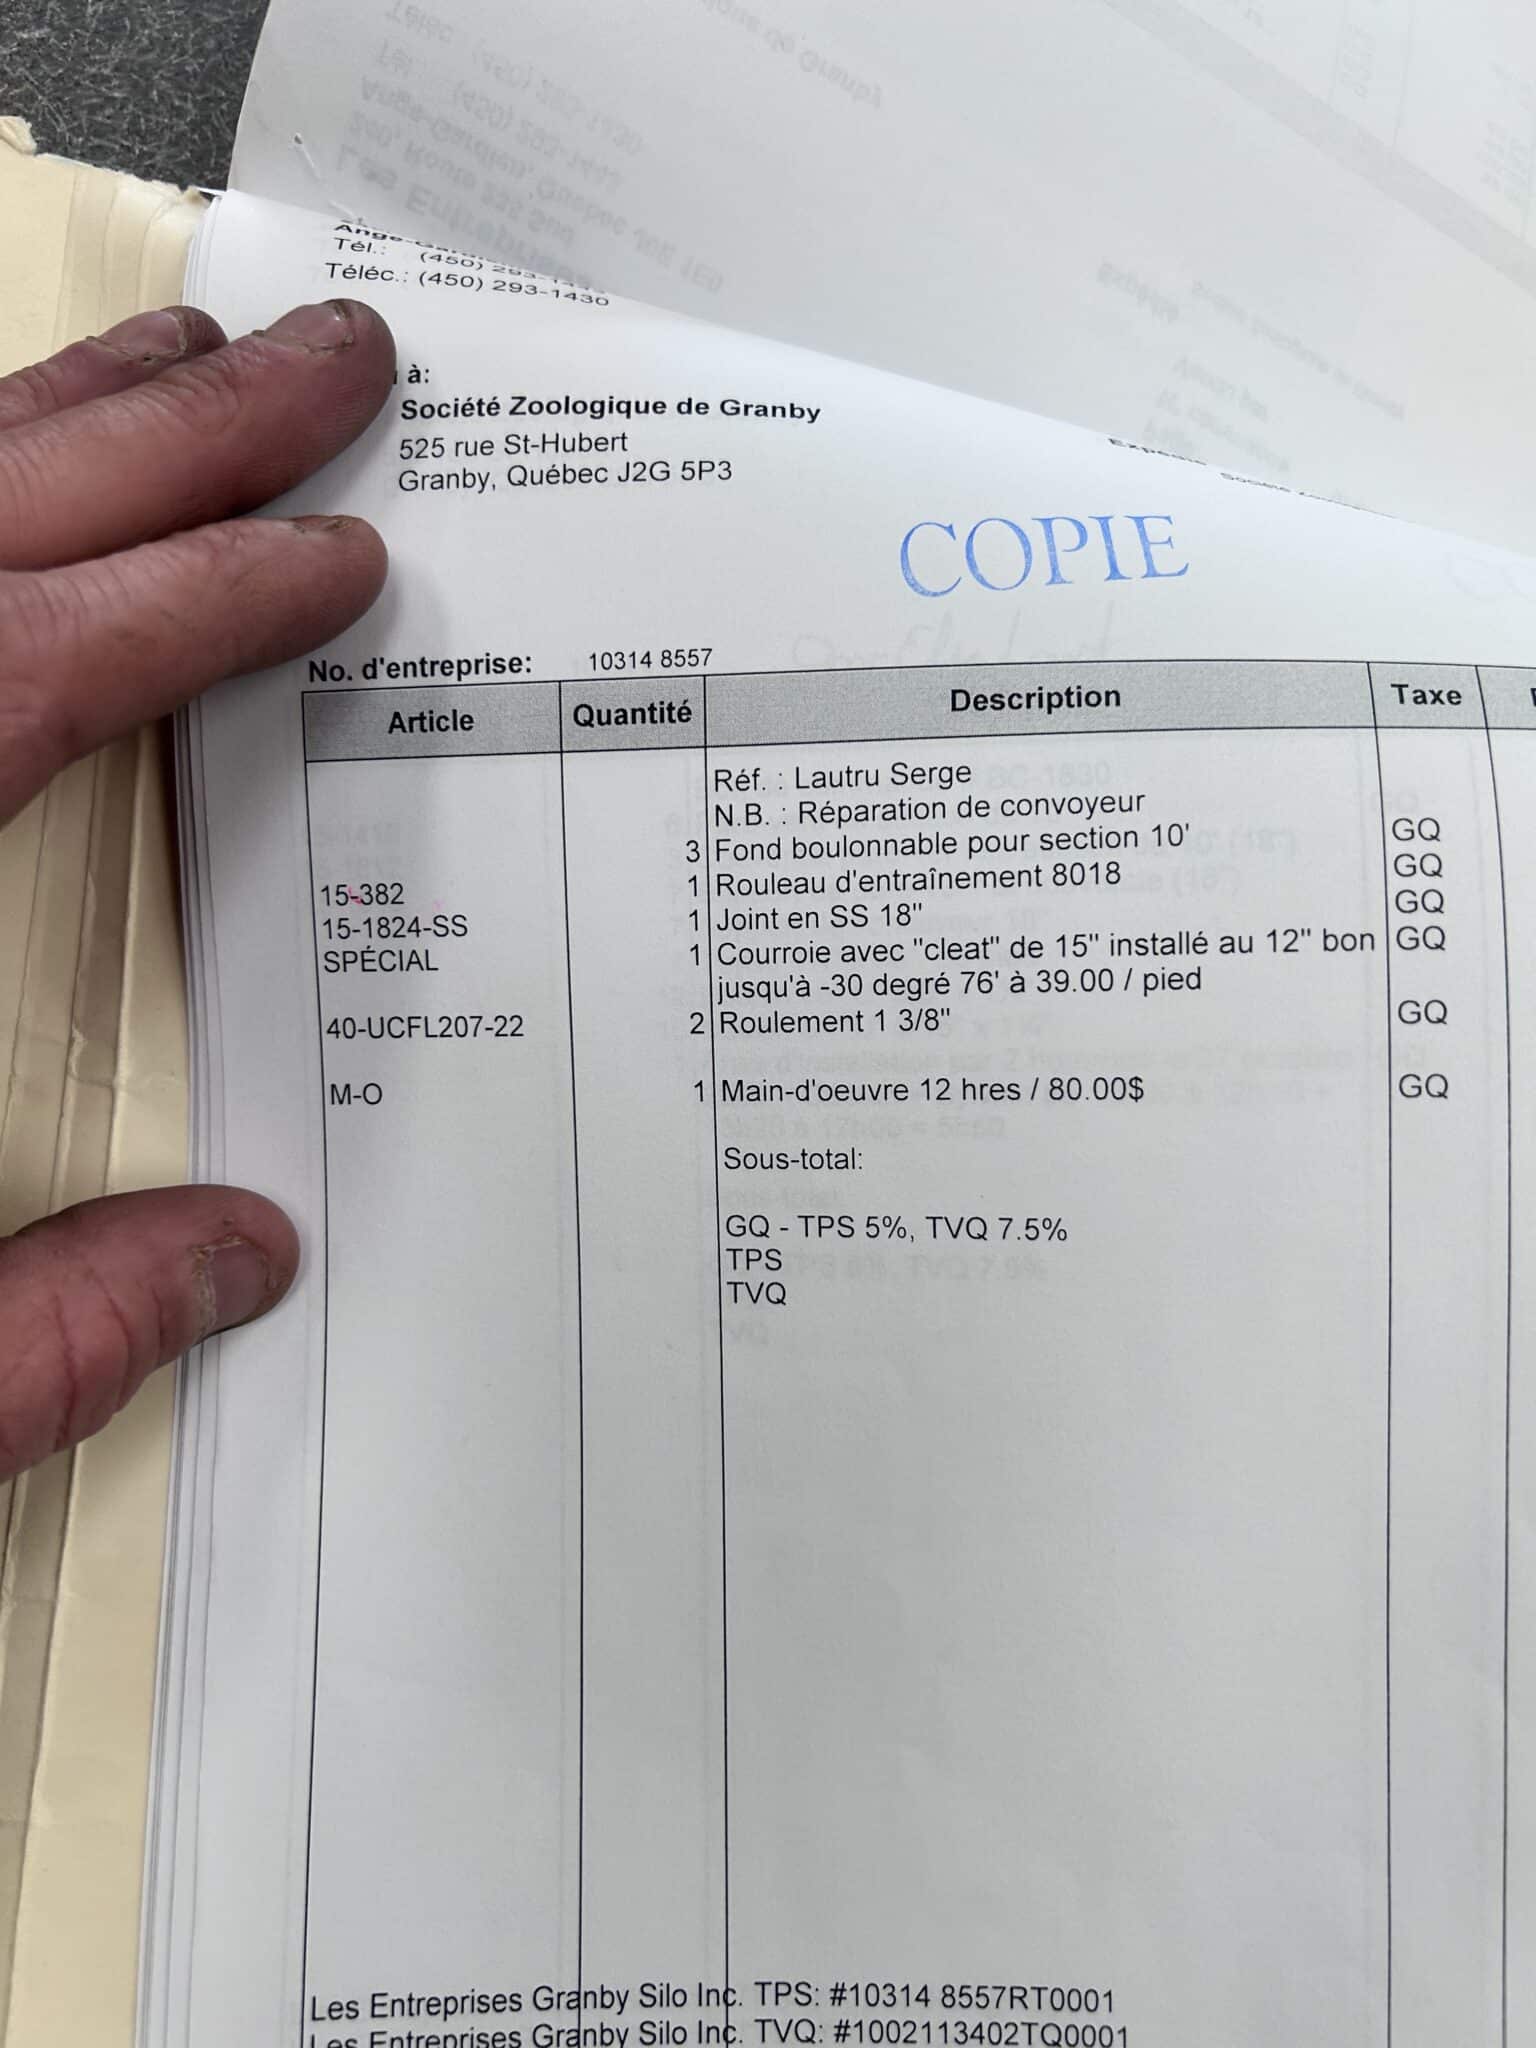 Tél.: (450) 293-
Téléc.: (450) 293-1430
à:
Société Zoologique de Granby
525 rue St-Hubert
Granby, Québec J2G 5P3
COPIE
No. d'entreprise: 10314 8557
Article Quantité Description Taxe
Réf. : Lautru Serge
N.B. : Réparation de convoyeur
3 Fond boulonnable pour section 10' GQ
15-382 1 Rouleau d'entraînement 8018 GQ
15-1824-SS 1 Joint en SS 18" GQ
SPÉCIAL 1 Courroie avec "cleat" de 15" installé au 12" bon GQ
jusqu'à -30 degré 76' à 39.00 / pied
40-UCFL207-22 2 Roulement 1 3/8" GQ
M-O 1 Main-d'oeuvre 12 hres / 80.00$ GQ
Sous-total:
GQ - TPS 5%, TVQ 7.5%
TPS
TVQ
Les Entreprises Granby Silo Inc. TPS: #10314 8557RT0001
Les Entreprises Granby Silo Inc. TVQ: #1002113402TQ0001